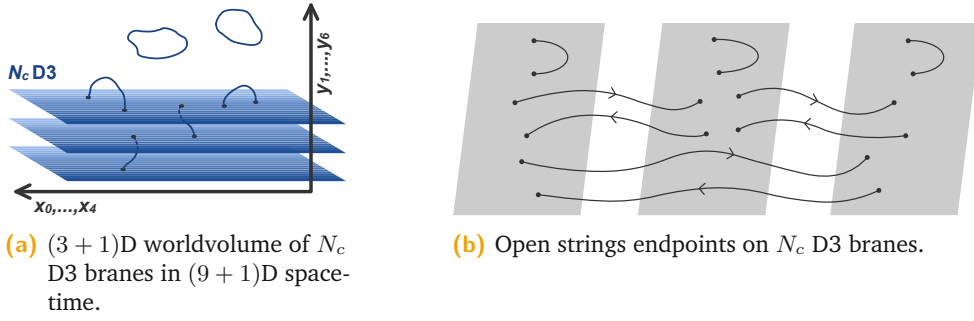 N_c D3
y_1,...,y_6
x_0,...,x_4
(a) (3 + 1)D worldvolume of N_c
D3 branes in (9 + 1)D space-
time.
(b) Open strings endpoints on N_c D3 branes.